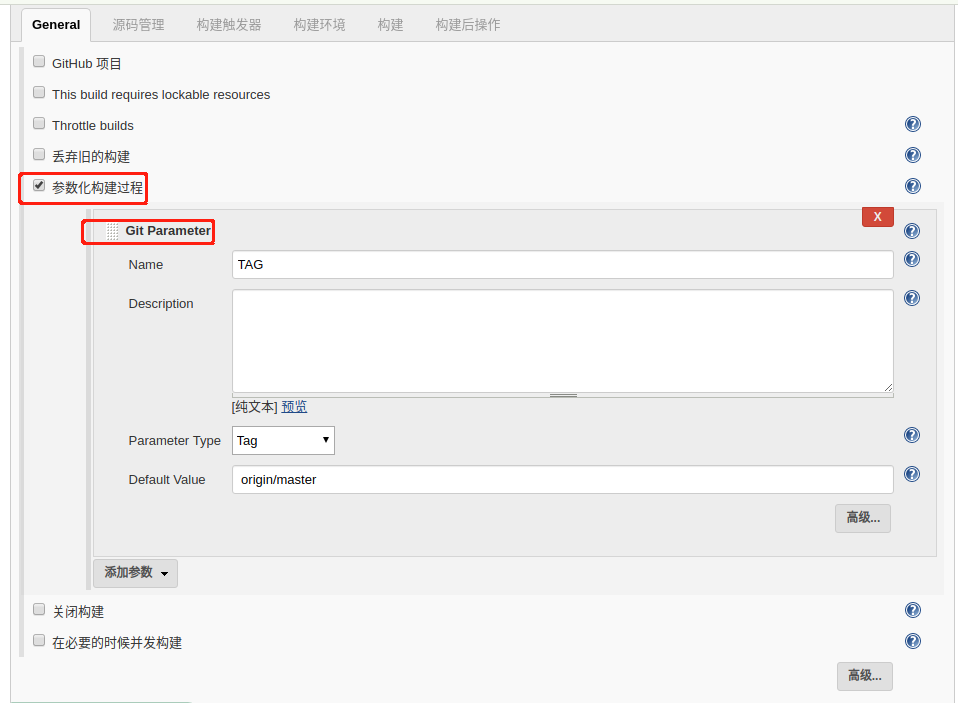 General 源码管理 构建触发器 构建环境 构建 构建后操作
GitHub 项目
This build requires lockable resources
Throttle builds
丢弃旧的构建
参数化构建过程
X
Git Parameter
Name TAG
Description
[纯文本] 预览
Parameter Type Tag
Default Value origin/master
高级...
添加参数
关闭构建
在必要的时候并发构建
高级...